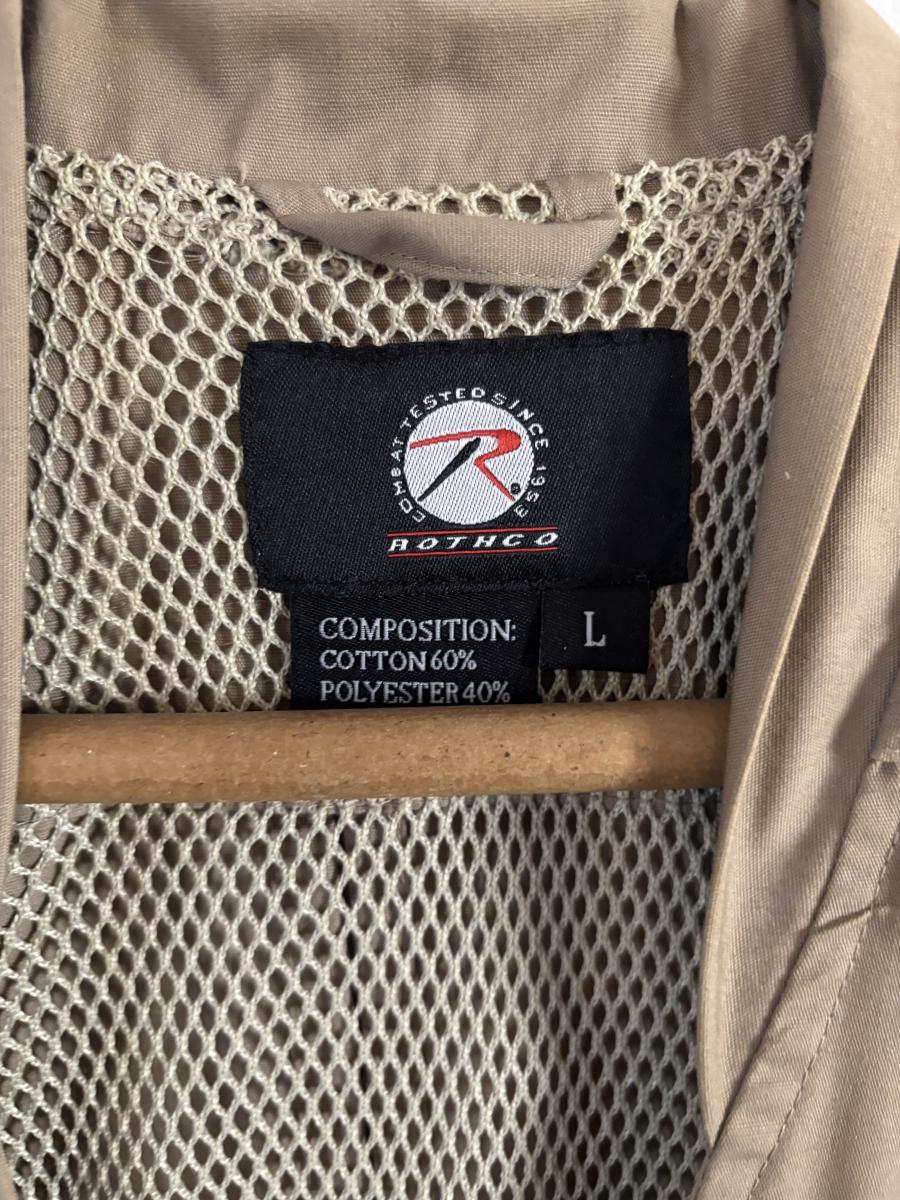 COMBAT TESTED SINCE 1953
R
®
ROTHCO
COMPOSITION:
COTTON 60%
POLYESTER 40%
L